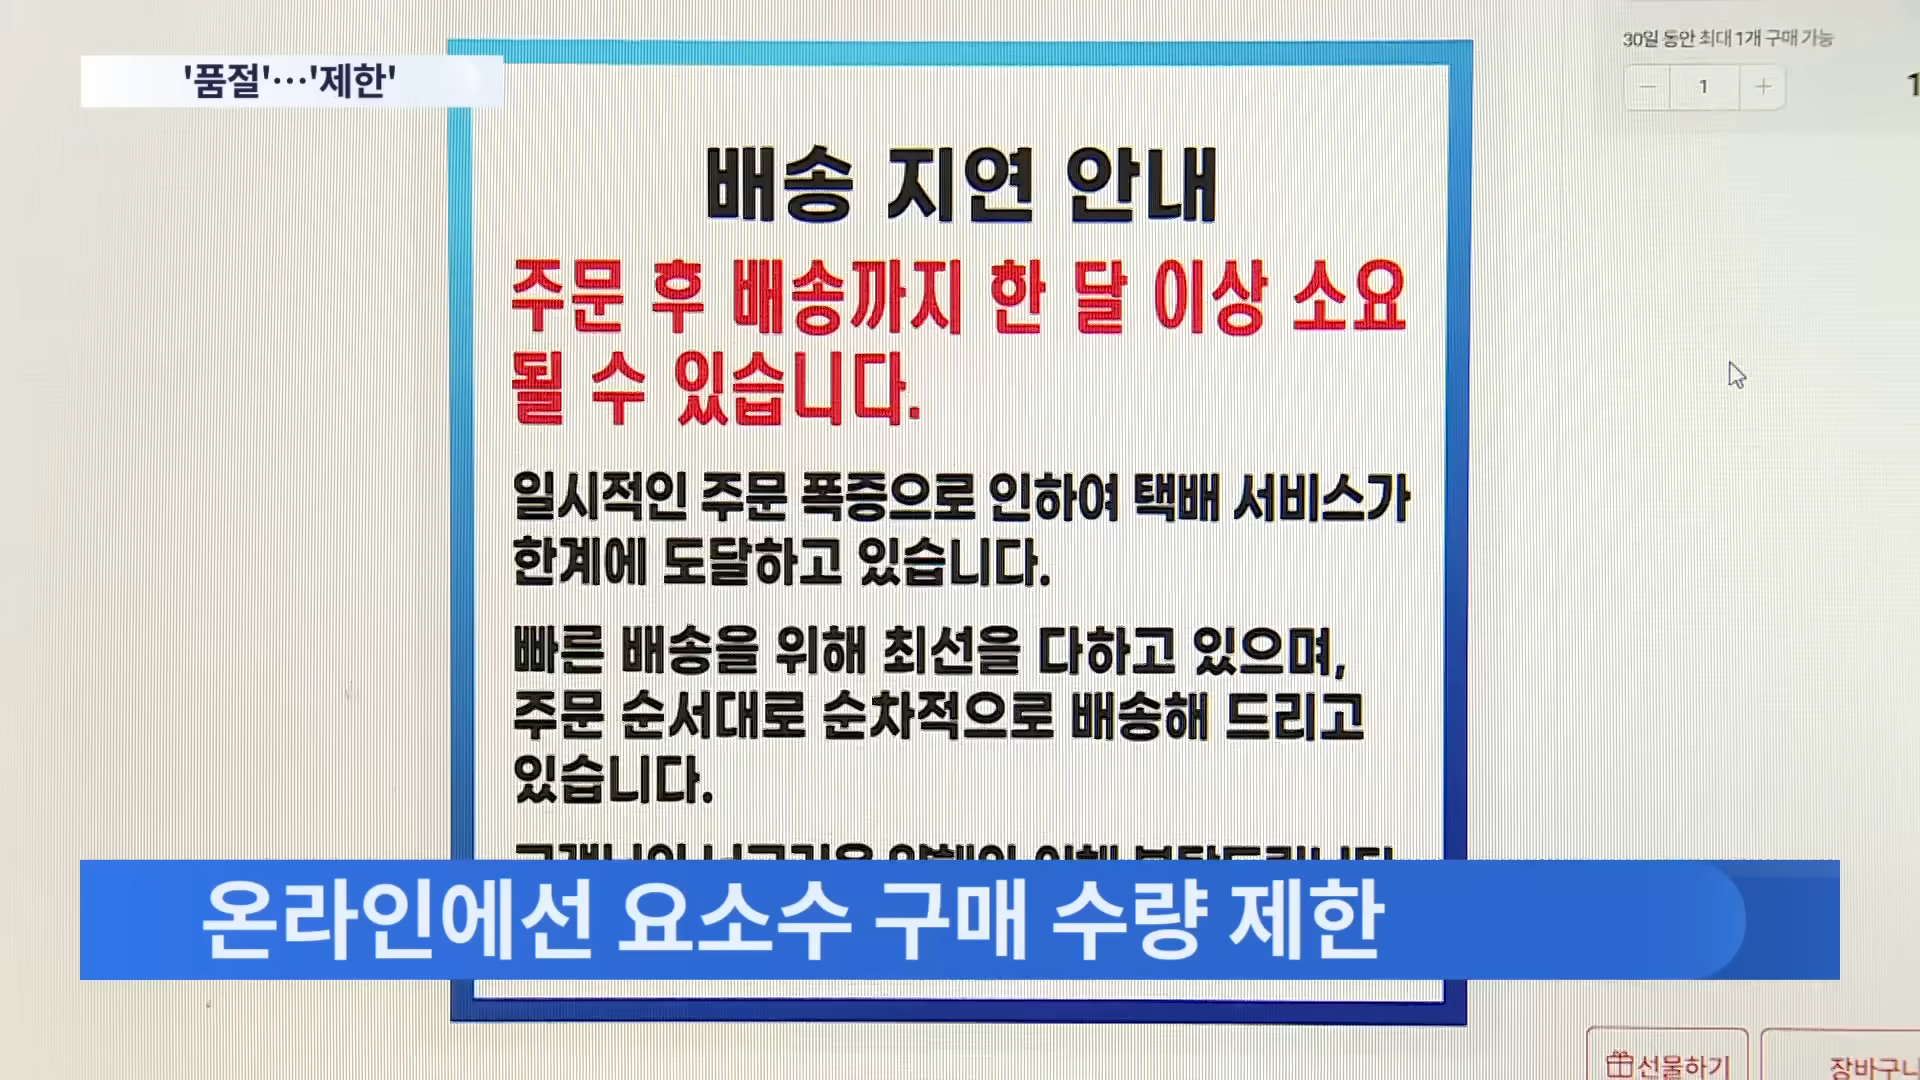 '품절'…'제한'
30일 동안 최대 1개 구매 가능
1
배송 지연 안내
주문 후 배송까지 한 달 이상 소요
될 수 있습니다.
일시적인 주문 폭증으로 인하여 택배 서비스가
한계에 도달하고 있습니다.
빠른 배송을 위해 최선을 다하고 있으며,
주문 순서대로 순차적으로 배송해 드리고
있습니다.
온라인에선 요소수 구매 수량 제한
선물하기